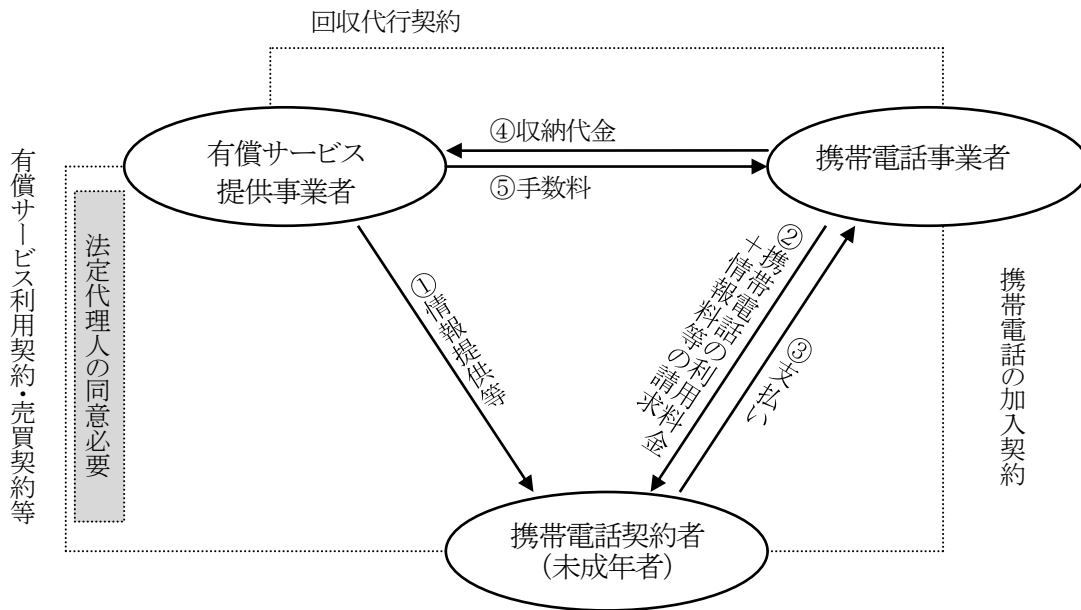 回収代行契約
有償サービス
提供事業者
④収納代金
⑤手数料
携帯電話事業者
有償サービス利用契約・売買契約等
法定代理人の同意必要
①情報提供等
②携帯電話の利用料金
＋情報料等の請求
③支払い
携帯電話の加入契約
携帯電話契約者
（未成年者）